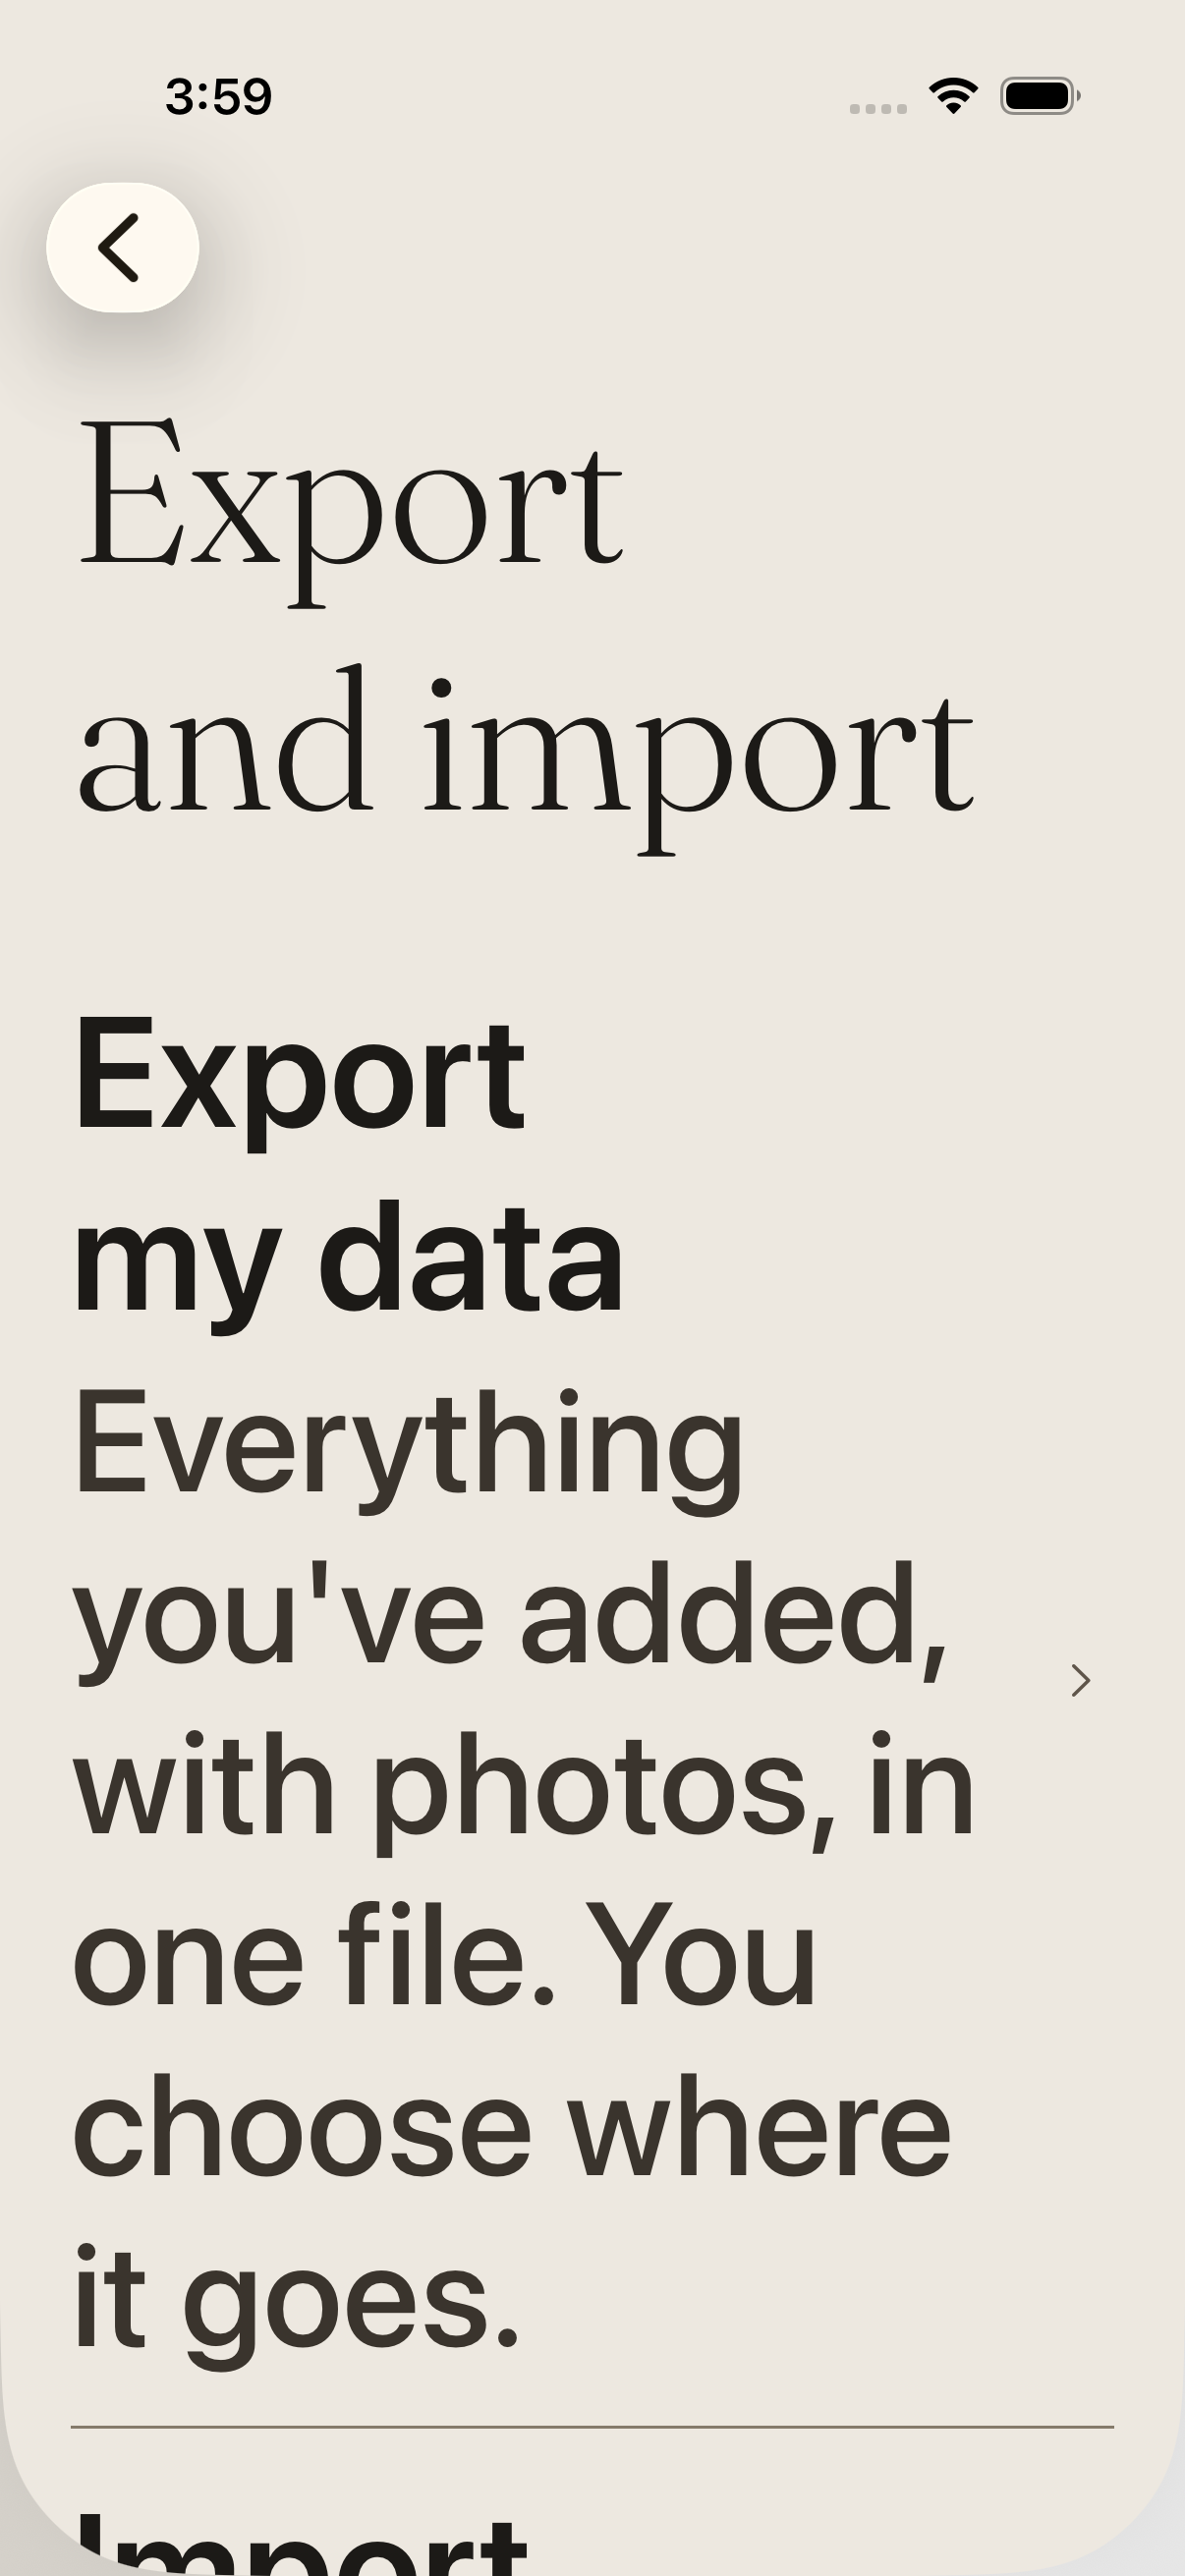 3:59
Export
and import
Export
my data
Everything
you've added,
with photos, in
one file. You
choose where
it goes.
Import